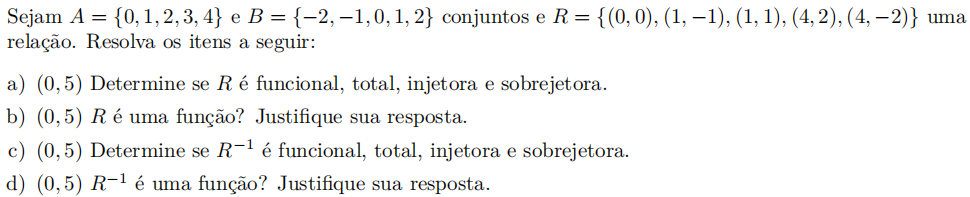 Sejam A = {0, 1, 2, 3, 4} e B = {−2, −1, 0, 1, 2} conjuntos e R = {(0, 0), (1, −1), (1, 1), (4, 2), (4, −2)} uma
relação. Resolva os itens a seguir:
a) (0, 5) Determine se R é funcional, total, injetora e sobrejetora.
b) (0, 5) R é uma função? Justifique sua resposta.
c) (0, 5) Determine se R⁻¹ é funcional, total, injetora e sobrejetora.
d) (0, 5) R⁻¹ é uma função? Justifique sua resposta.